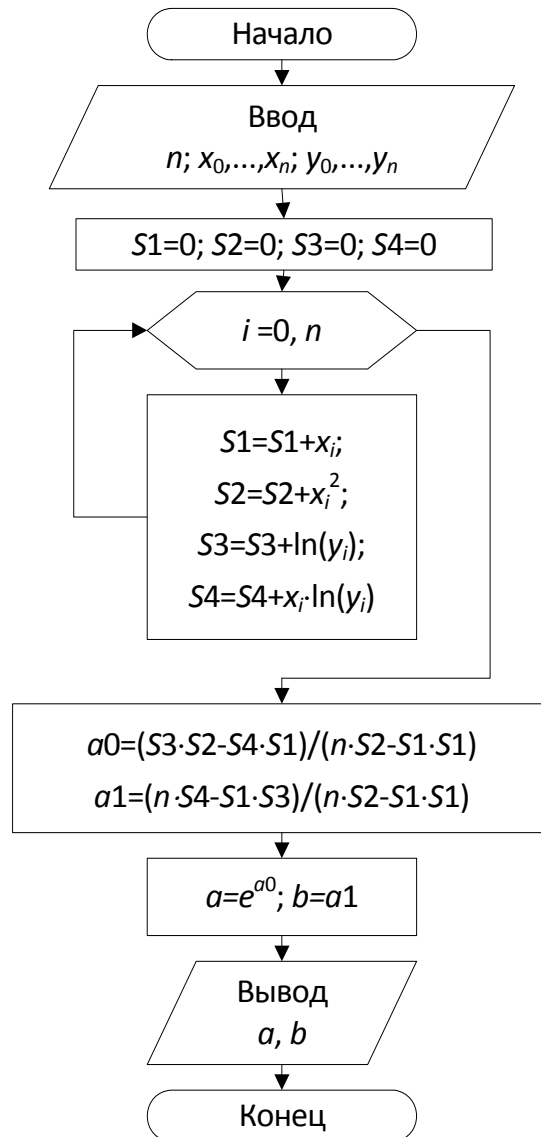 Начало
Ввод
n; x₀,...,xₙ; y₀,...,yₙ
S1=0; S2=0; S3=0; S4=0
i =0, n
S1=S1+xᵢ;
S2=S2+xᵢ²;
S3=S3+ln(yᵢ);
S4=S4+xᵢ·ln(yᵢ)
a0=(S3·S2-S4·S1)/(n·S2-S1·S1)
a1=(n·S4-S1·S3)/(n·S2-S1·S1)
a=eᵃ⁰; b=a1
Вывод
a, b
Конец